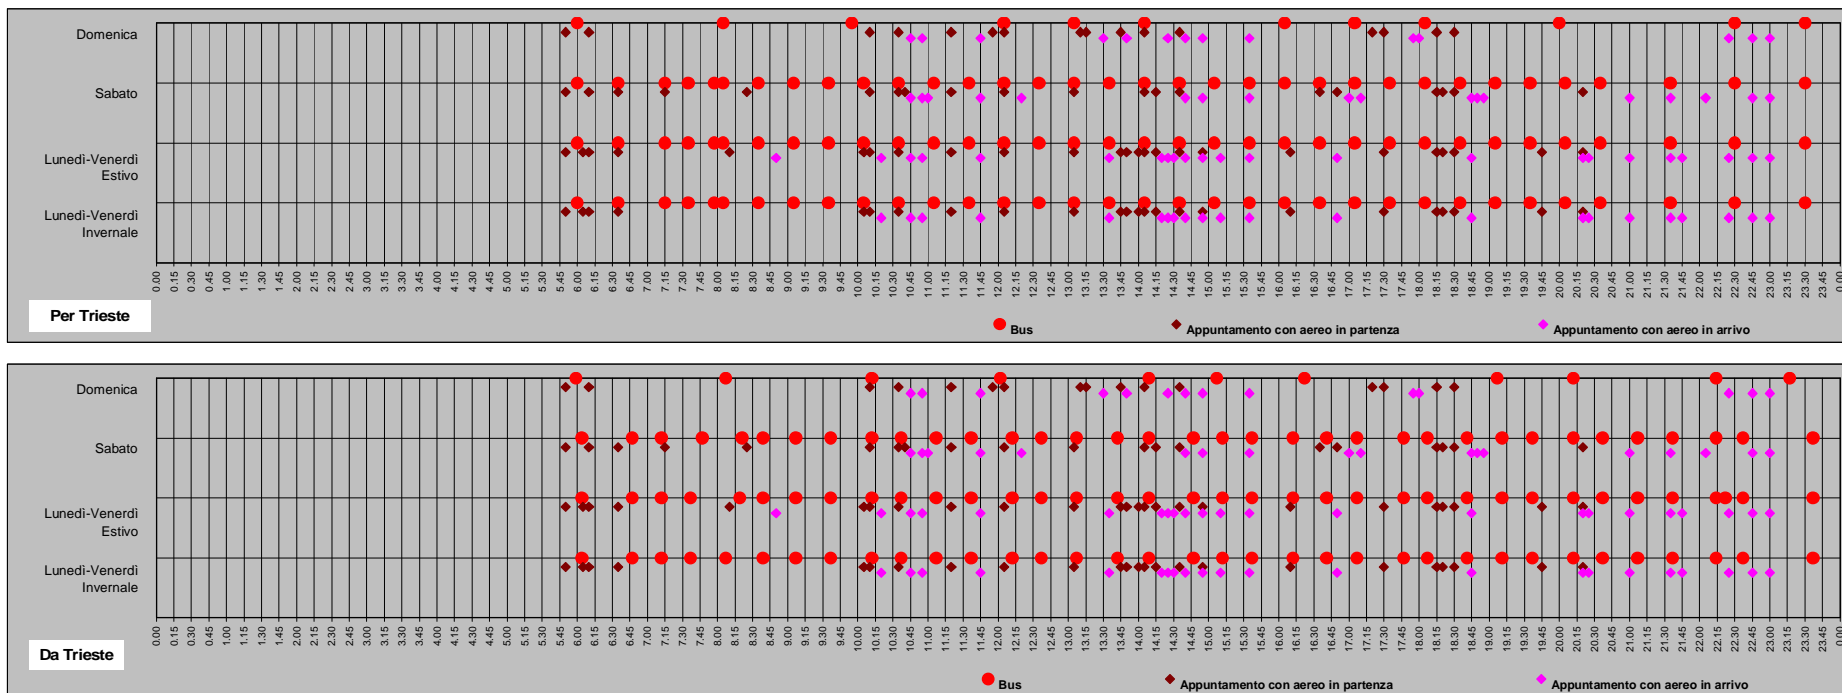 Domenica
Sabato
Lunedì-Venerdì
Estivo
Lunedì-Venerdì
Invernale
0.00 0.15 0.30 0.45 1.00 1.15 1.30 1.45 2.00 2.15 2.30 2.45 3.00 3.15 3.30 3.45 4.00 4.15 4.30 4.45 5.00 5.15 5.30 5.45 6.00 6.15 6.30 6.45 7.00 7.15 7.30 7.45 8.00 8.15 8.30 8.45 9.00 9.15 9.30 9.45 10.00 10.15 10.30 10.45 11.00 11.15 11.30 11.45 12.00 12.15 12.30 12.45 13.00 13.15 13.30 13.45 14.00 14.15 14.30 14.45 15.00 15.15 15.30 15.45 16.00 16.15 16.30 16.45 17.00 17.15 17.30 17.45 18.00 18.15 18.30 18.45 19.00 19.15 19.30 19.45 20.00 20.15 20.30 20.45 21.00 21.15 21.30 21.45 22.00 22.15 22.30 22.45 23.00 23.15 23.30 23.45 0.00
Per Trieste
Bus Appuntamento con aereo in partenza Appuntamento con aereo in arrivo
Domenica
Sabato
Lunedì-Venerdì
Estivo
Lunedì-Venerdì
Invernale
0.00 0.15 0.30 0.45 1.00 1.15 1.30 1.45 2.00 2.15 2.30 2.45 3.00 3.15 3.30 3.45 4.00 4.15 4.30 4.45 5.00 5.15 5.30 5.45 6.00 6.15 6.30 6.45 7.00 7.15 7.30 7.45 8.00 8.15 8.30 8.45 9.00 9.15 9.30 9.45 10.00 10.15 10.30 10.45 11.00 11.15 11.30 11.45 12.00 12.15 12.30 12.45 13.00 13.15 13.30 13.45 14.00 14.15 14.30 14.45 15.00 15.15 15.30 15.45 16.00 16.15 16.30 16.45 17.00 17.15 17.30 17.45 18.00 18.15 18.30 18.45 19.00 19.15 19.30 19.45 20.00 20.15 20.30 20.45 21.00 21.15 21.30 21.45 22.00 22.15 22.30 22.45 23.00 23.15 23.30 23.45 0.00
Da Trieste
Bus Appuntamento con aereo in partenza Appuntamento con aereo in arrivo